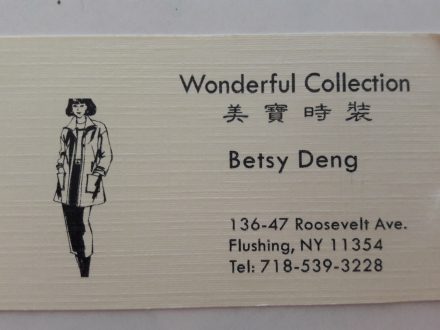 Wonderful Collection
美寶時裝
Betsy Deng
136-47 Roosevelt Ave.
Flushing, NY 11354
Tel: 718-539-3228